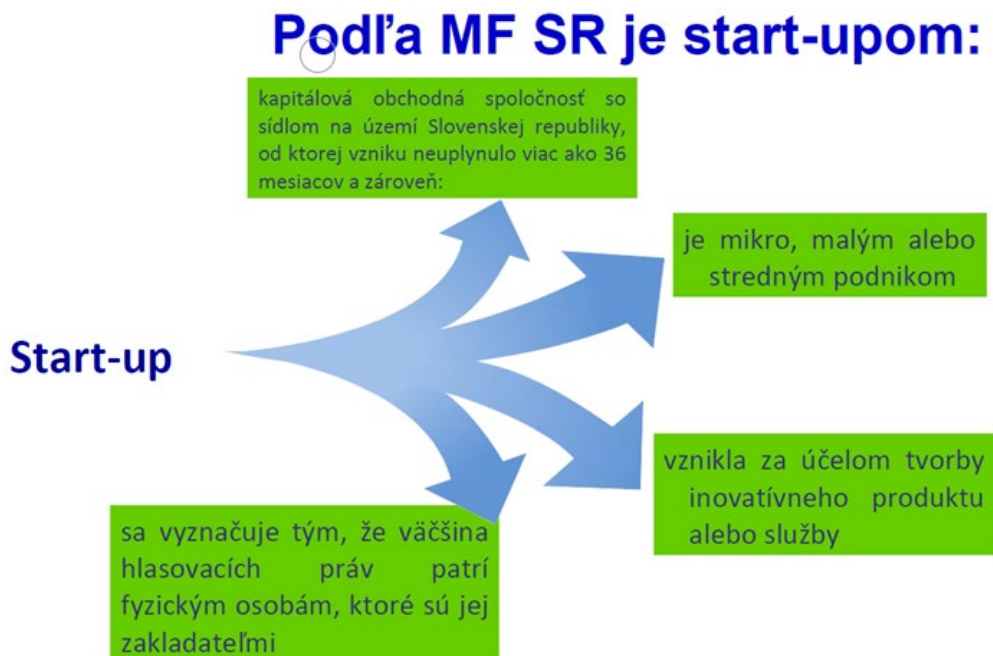 Podľa MF SR je start-upom:
kapitálová obchodná spoločnosť so
sídlom na území Slovenskej republiky,
od ktorej vzniku neuplynulo viac ako 36
mesiacov a zároveň:
je mikro, malým alebo
stredným podnikom
Start-up
vznikla za účelom tvorby
inovatívneho produktu
alebo služby
sa vyznačuje tým, že väčšina
hlasovacích práv patrí
fyzickým osobám, ktoré sú jej
zakladateľmi